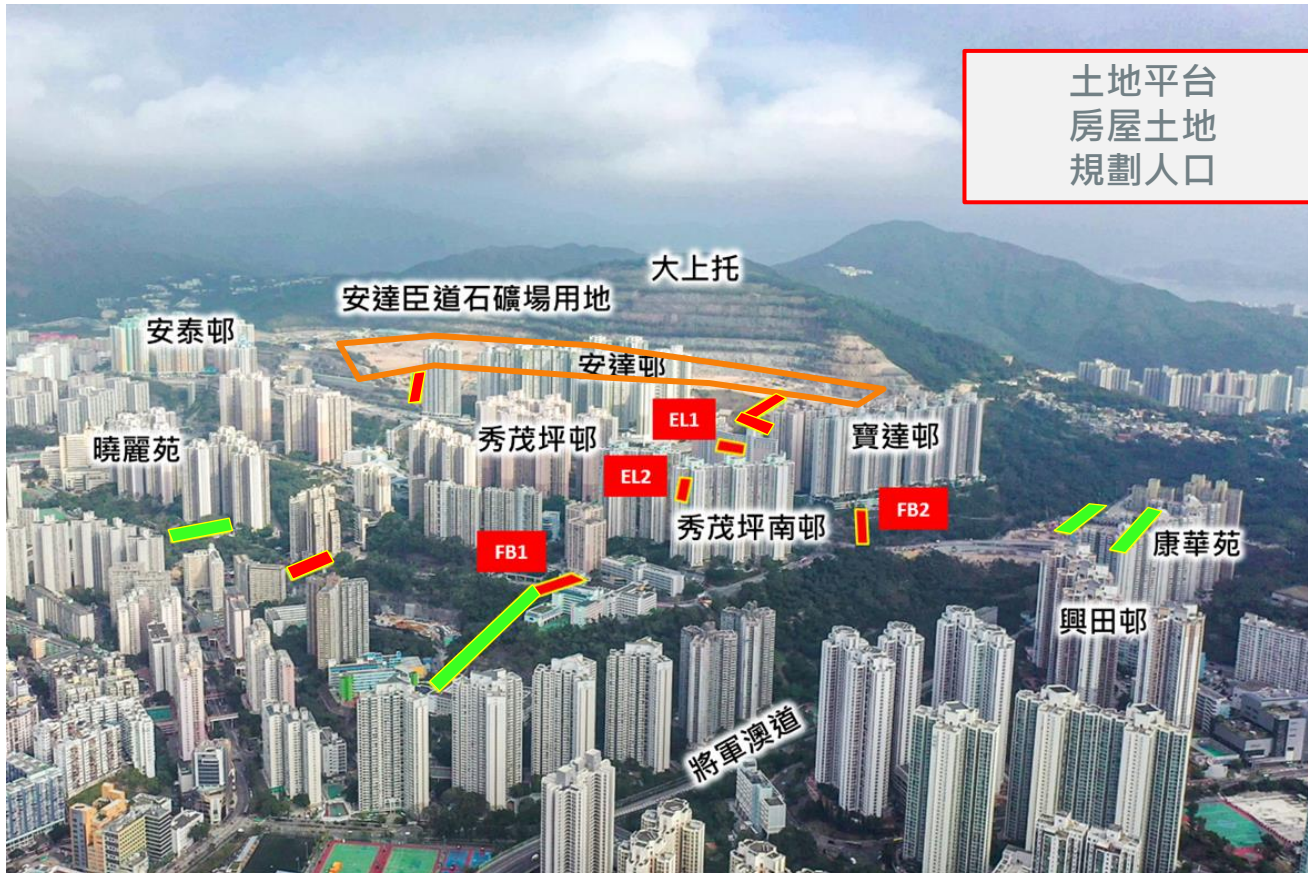 土地平台
房屋土地
規劃人口
大上托
安達臣道石礦場用地
安泰邨
安達邨
EL1
曉麗苑
秀茂坪邨
寶達邨
EL2
FB2
秀茂坪南邨
康華苑
FB1
興田邨
將軍澳道